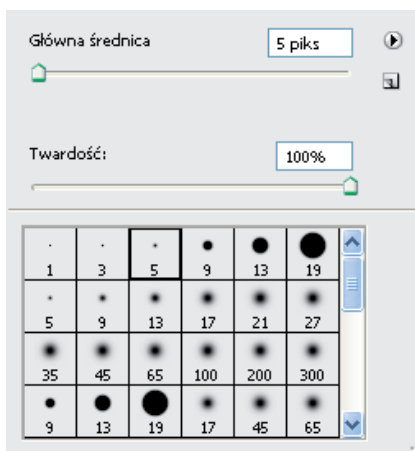 Główna średnica 5 piks
Twardość: 100%
1 3 5 9 13 19
5 9 13 17 21 27
35 45 65 100 200 300
9 13 19 17 45 65